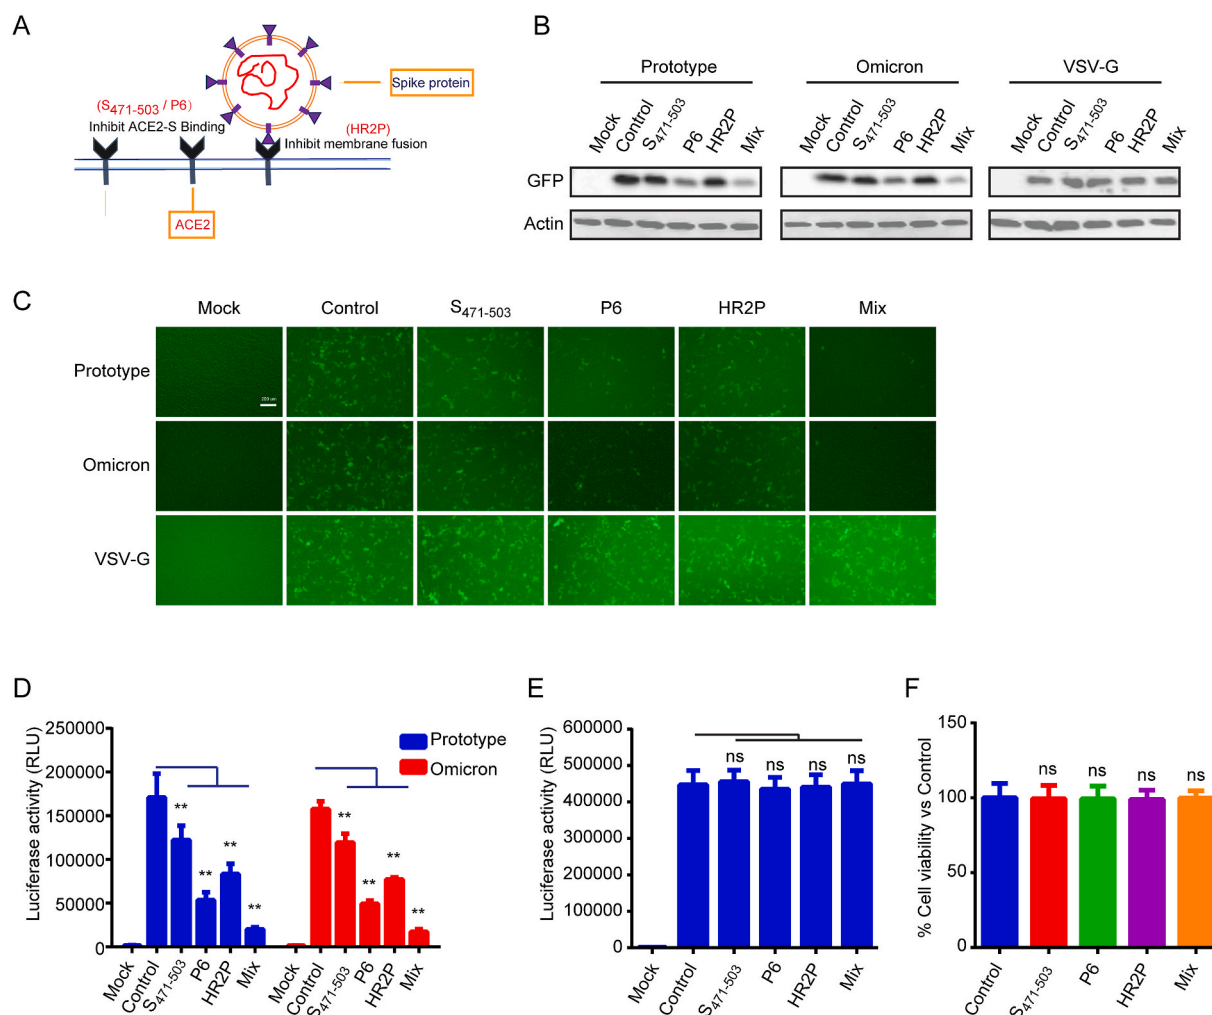 A
Spike protein
(S471-503 / P6)
Inhibit ACE2-S Binding
(HR2P)
Inhibit membrane fusion
ACE2
B
Prototype
Omicron
VSV-G
Mock
Control
S471-503
P6
HR2P
Mix
Mock
Control
S471-503
P6
HR2P
Mix
Mock
Control
S471-503
P6
HR2P
Mix
GFP
Actin
C
Mock
Control
S471-503
P6
HR2P
Mix
Prototype
200 um
Omicron
VSV-G
D
Luciferase activity (RLU)
250000
200000
150000
100000
50000
0
Prototype
Omicron
**
**
**
**
**
**
**
**
Mock
Control
S471-503
P6
HR2P
Mix
Mock
Control
S471-503
P6
HR2P
Mix
E
Luciferase activity (RLU)
600000
500000
400000
300000
200000
100000
0
ns
ns
ns
ns
Mock
Control
S471-503
P6
HR2P
Mix
F
% Cell viability vs Control
150
100
50
0
ns
ns
ns
ns
Control
S471-503
P6
HR2P
Mix